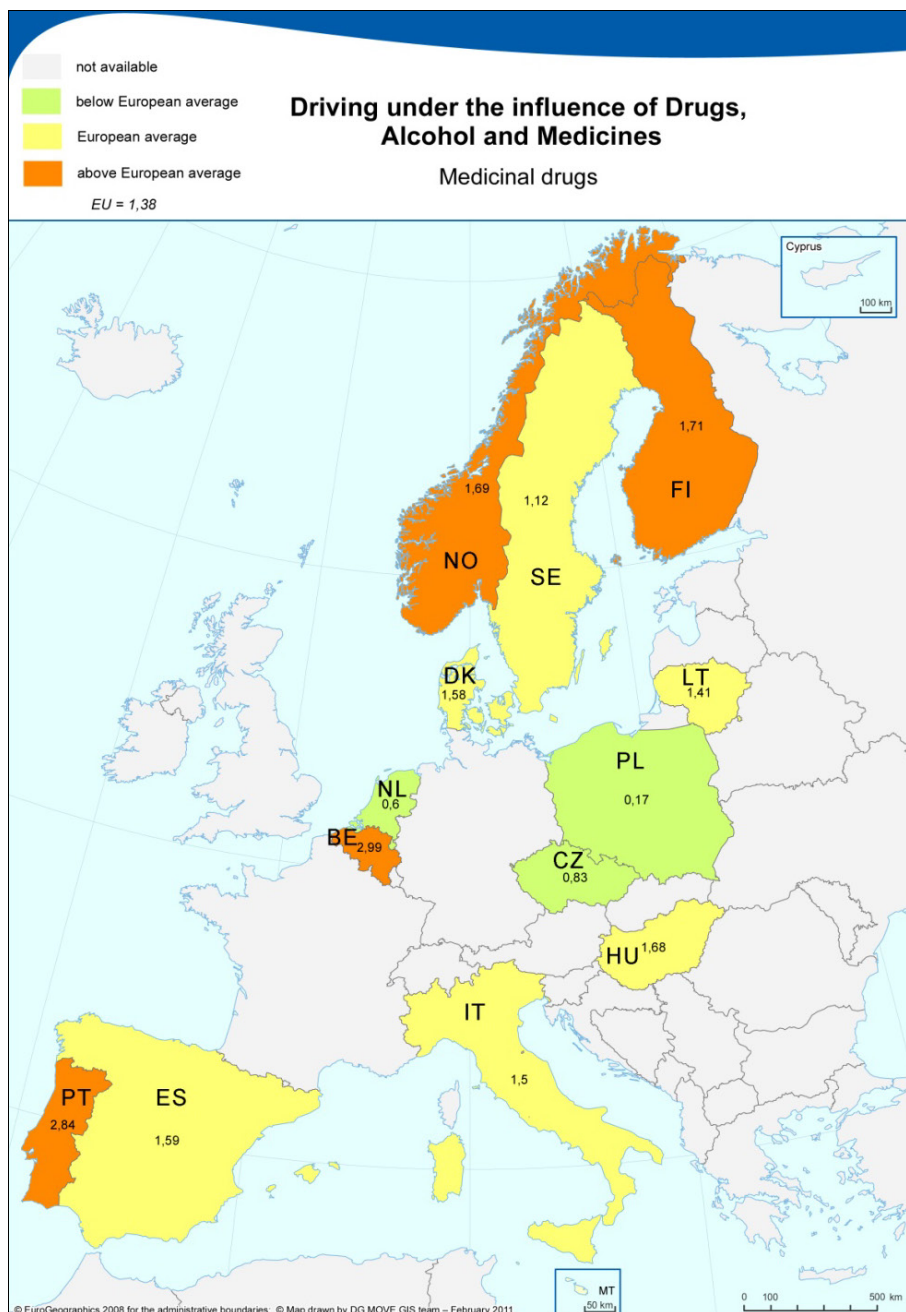 not available
below European average
European average
above European average
EU = 1,38
Driving under the influence of Drugs,
Alcohol and Medicines
Medicinal drugs
Cyprus
100 km
1,71
FI
1,69
NO
1,12
SE
DK
1,58
LT
1,41
PL
0,17
NL
0,6
BE
2,99
CZ
0,83
HU
1,68
IT
1,5
PT
2,84
ES
1,59
MT
50 km
0 100 500 km
© EuroGeographics 2008 for the administrative boundaries; © Map drawn by DG MOVE GIS team – February 2011